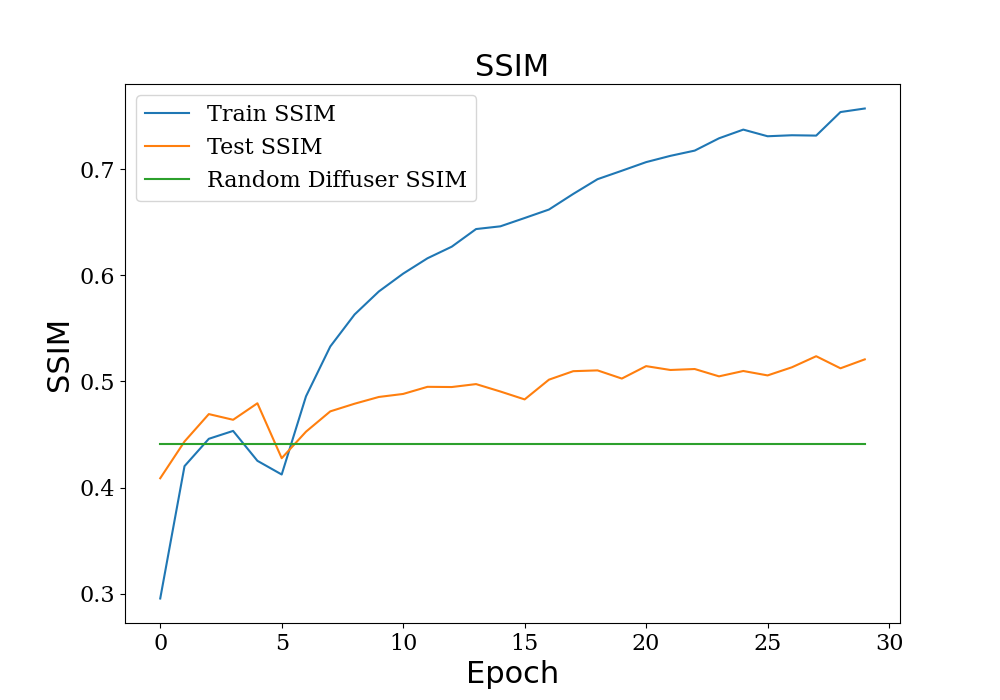 SSIM
Train SSIM
Test SSIM
Random Diffuser SSIM
SSIM
0.7
0.6
0.5
0.4
0.3
0 5 10 15 20 25 30
Epoch